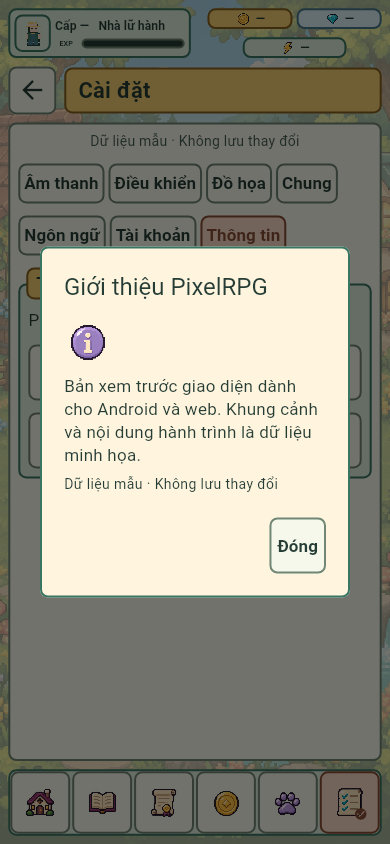 Cấp — Nhà lữ hành
EXP
—
—
—
Cài đặt
Dữ liệu mẫu · Không lưu thay đổi
Âm thanh
Điều khiển
Đồ họa
Chung
Ngôn ngữ
Tài khoản
Thông tin
Giới thiệu PixelRPG
Bản xem trước giao diện dành
cho Android và web. Khung cảnh
và nội dung hành trình là dữ liệu
minh họa.
Dữ liệu mẫu · Không lưu thay đổi
Đóng